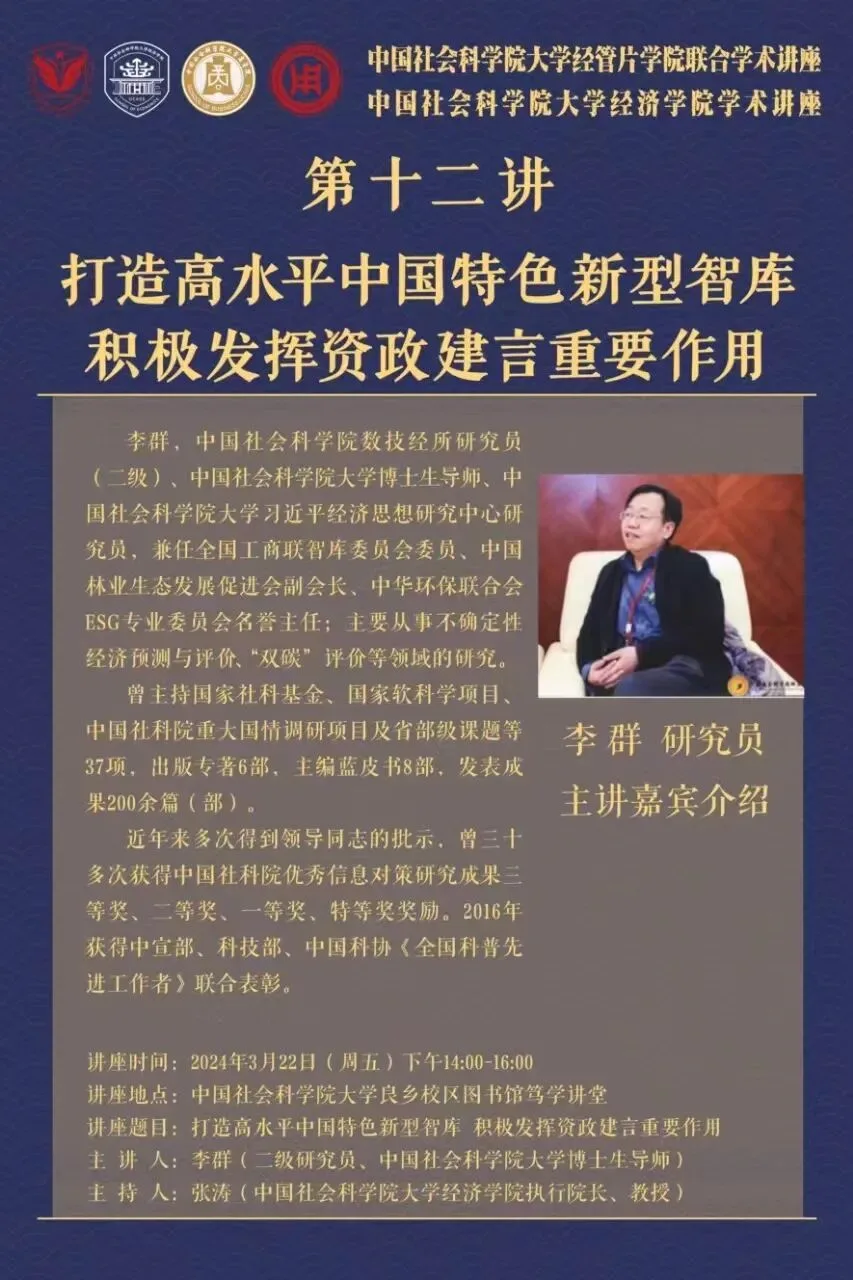 中国社会科学院大学经管片学院联合学术讲座
中国社会科学院大学经济学院学术讲座
第十二讲
打造高水平中国特色新型智库
积极发挥资政建言重要作用
李群，中国社会科学院数技经所研究员
（二级）、中国社会科学院大学博士生导师、中
国社会科学院大学习近平经济思想研究中心研
究员，兼任全国工商联智库委员会委员、中国
林业生态发展促进会副会长、中华环保联合会
ESG专业委员会名誉主任；主要从事不确定性
经济预测与评价、“双碳”评价等领域的研究。
曾主持国家社科基金、国家软科学项目、
中国社科院重大国情调研项目及省部级课题等
37项，出版专著6部，主编蓝皮书8部，发表成
果200余篇（部）。
近年来多次得到领导同志的批示，曾三十
多次获得中国社科院优秀信息对策研究成果三
等奖、二等奖、一等奖、特等奖奖励。2016年
获得中宣部、科技部、中国科协《全国科普先
进工作者》联合表彰。
李群 研究员
主讲嘉宾介绍
讲座时间：2024年3月22日（周五）下午14:00-16:00
讲座地点：中国社会科学院大学良乡校区图书馆笃学讲堂
讲座题目：打造高水平中国特色新型智库 积极发挥资政建言重要作用
主 讲 人：李群（二级研究员、中国社会科学院大学博士生导师）
主 持 人：张涛（中国社会科学院大学经济学院执行院长、教授）